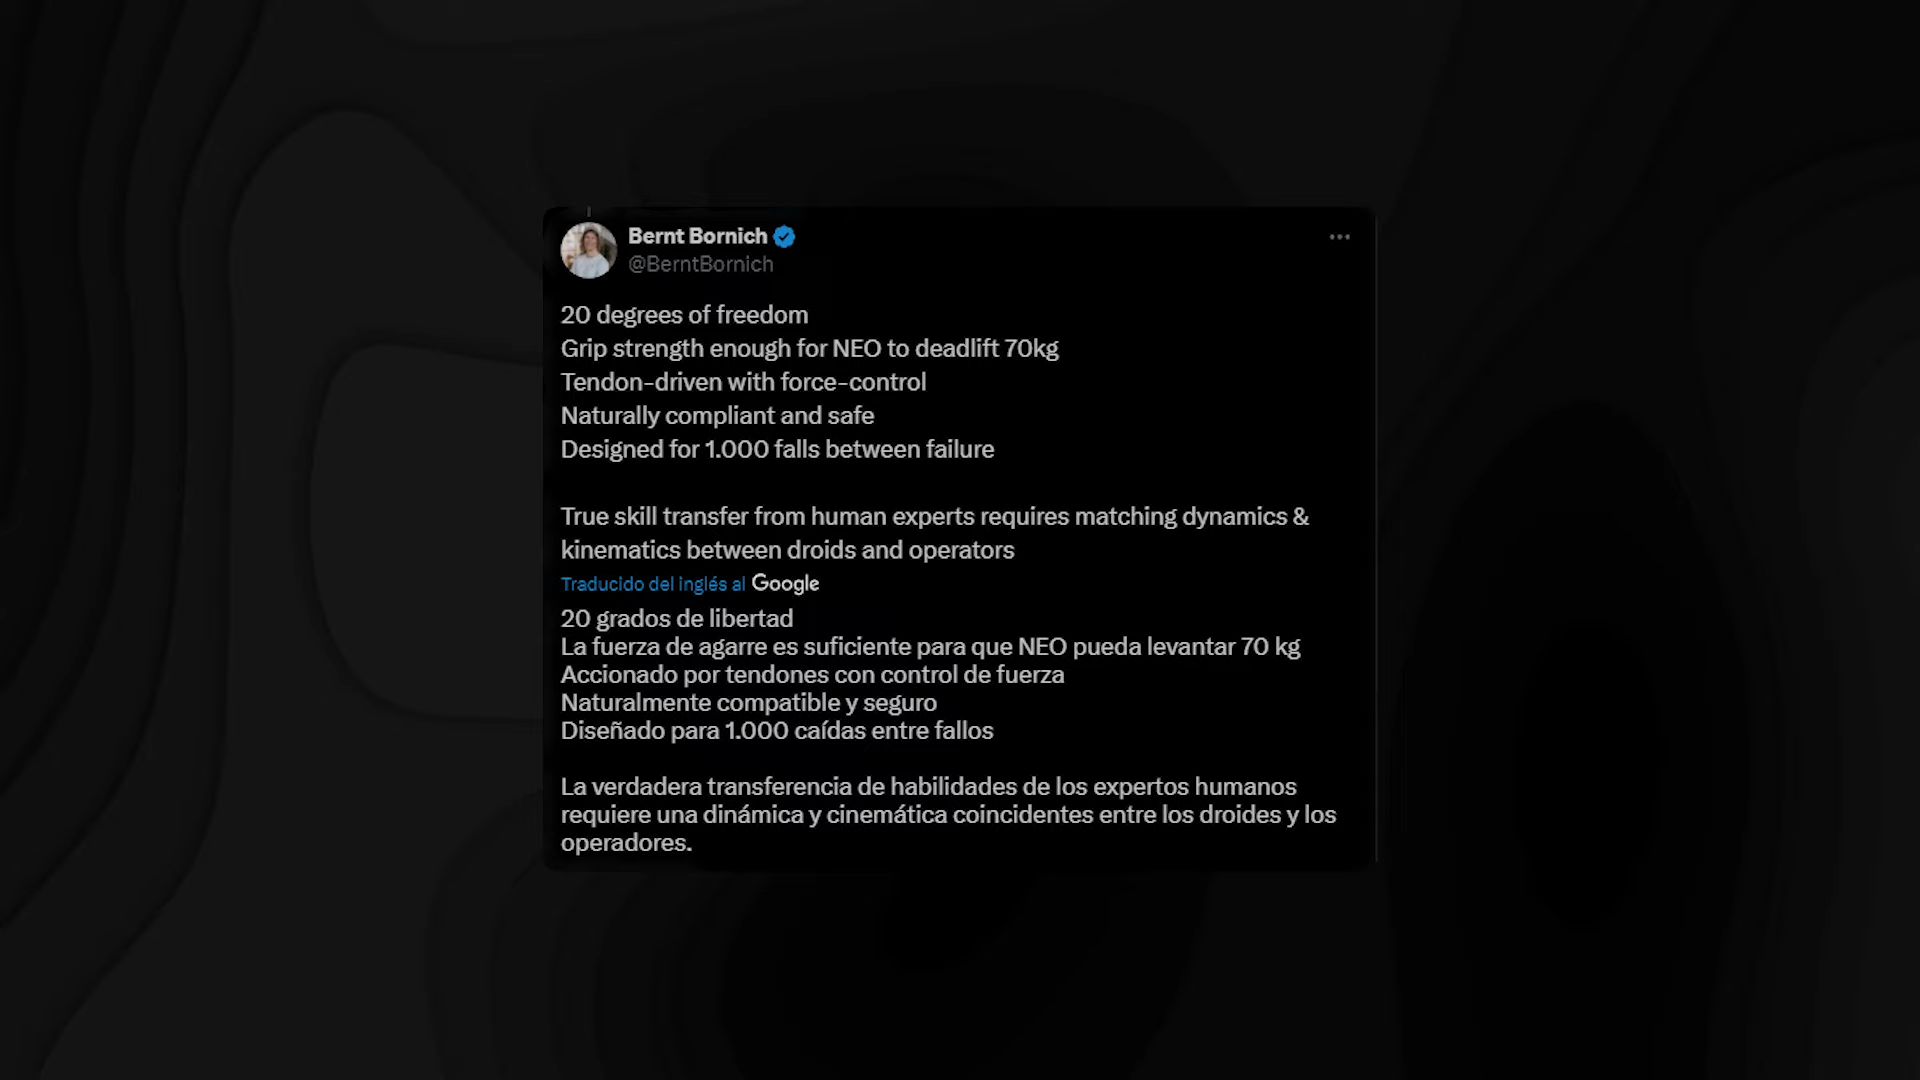 Bernt Bornich
@BerntBornich
20 degrees of freedom
Grip strength enough for NEO to deadlift 70kg
Tendon-driven with force-control
Naturally compliant and safe
Designed for 1.000 falls between failure
True skill transfer from human experts requires matching dynamics &
kinematics between droids and operators
Traducido del inglés al Google
20 grados de libertad
La fuerza de agarre es suficiente para que NEO pueda levantar 70 kg
Accionado por tendones con control de fuerza
Naturalmente compatible y seguro
Diseñado para 1.000 caídas entre fallos
La verdadera transferencia de habilidades de los expertos humanos
requiere una dinámica y cinemática coincidentes entre los droides y los
operadores.